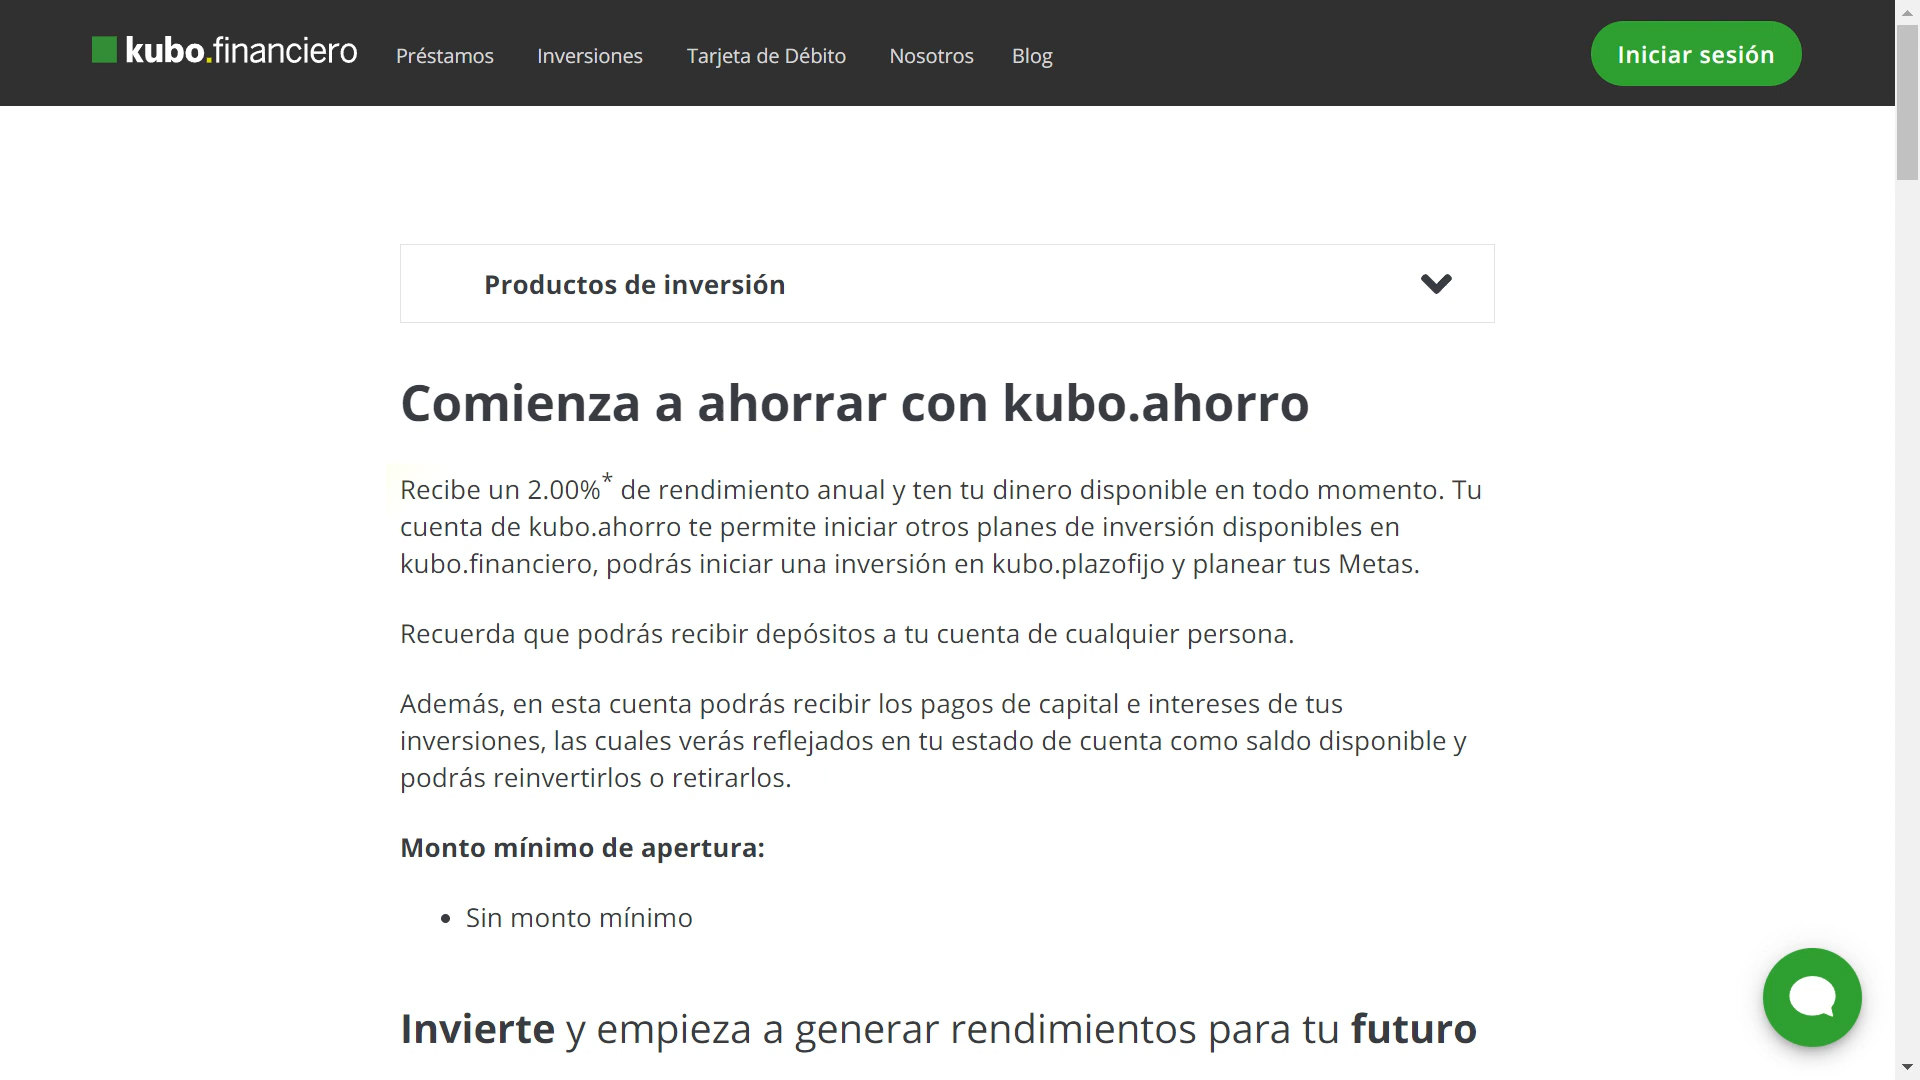 kubo.financiero
Préstamos
Inversiones
Tarjeta de Débito
Nosotros
Blog
Iniciar sesión
Productos de inversión
Comienza a ahorrar con kubo.ahorro
Recibe un 2.00%* de rendimiento anual y ten tu dinero disponible en todo momento. Tu
cuenta de kubo.ahorro te permite iniciar otros planes de inversión disponibles en
kubo.financiero, podrás iniciar una inversión en kubo.plazofijo y planear tus Metas.
Recuerda que podrás recibir depósitos a tu cuenta de cualquier persona.
Además, en esta cuenta podrás recibir los pagos de capital e intereses de tus
inversiones, las cuales verás reflejados en tu estado de cuenta como saldo disponible y
podrás reinvertirlos o retirarlos.
Monto mínimo de apertura:
• Sin monto mínimo
Invierte y empieza a generar rendimientos para tu futuro